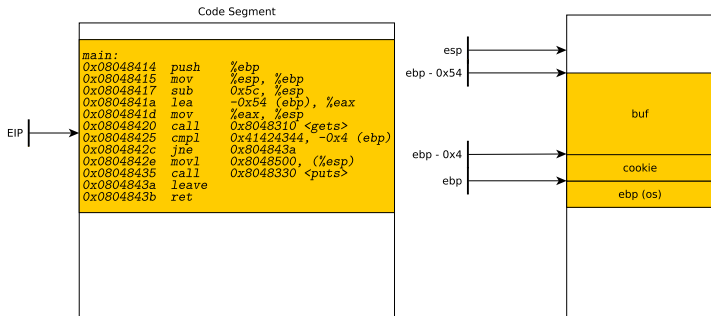 Code Segment
main:
0x08048414 push %ebp
0x08048415 mov %esp, %ebp
0x08048417 sub 0x5c, %esp
0x0804841a lea -0x54 (ebp), %eax
0x0804841d mov %eax, %esp
0x08048420 call 0x8048310 <gets>
0x08048425 cmpl 0x41424344, -0x4 (ebp)
0x0804842c jne 0x804843a
0x0804842e movl 0x8048500, (%esp)
0x08048435 call 0x8048330 <puts>
0x0804843a leave
0x0804843b ret
EIP
esp
ebp - 0x54
buf
ebp - 0x4
cookie
ebp
ebp (os)